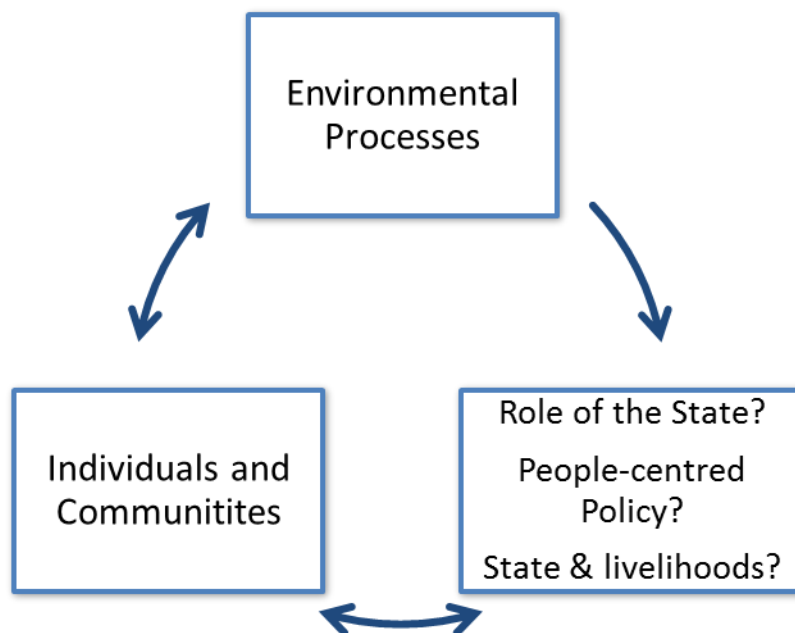 Environmental
Processes
Individuals and
Communitites
Role of the State?
People-centred
Policy?
State & livelihoods?